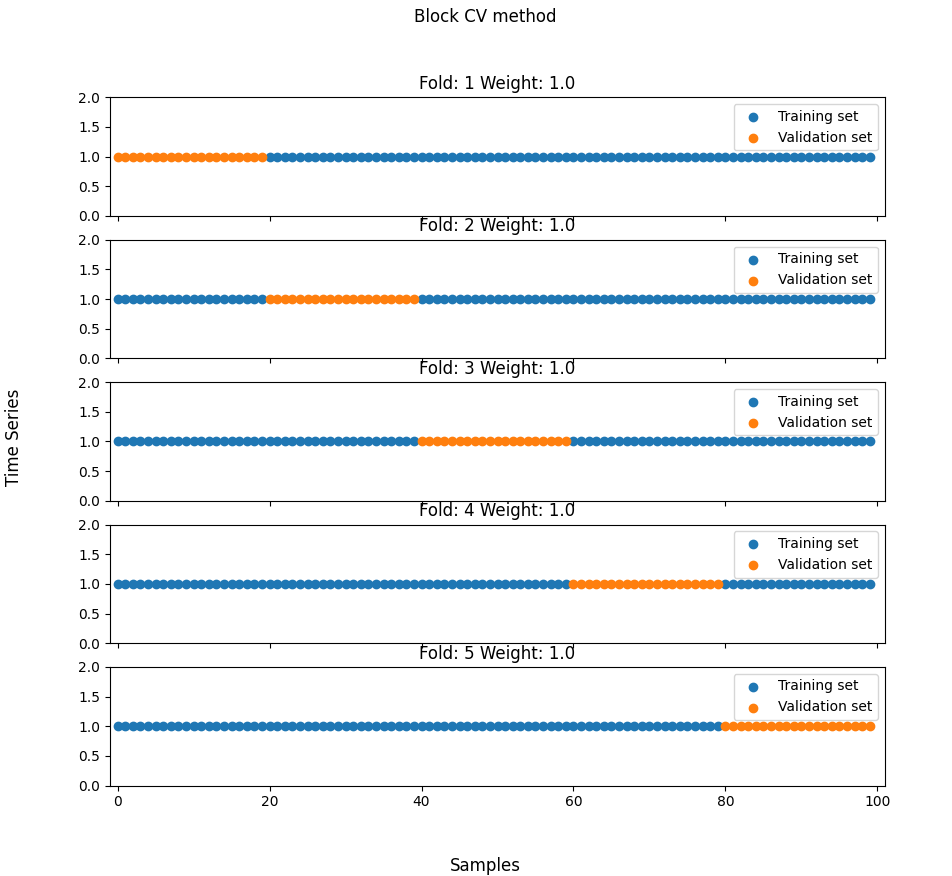 Block CV method
Fold: 1 Weight: 1.0
2.0
1.5
1.0
0.5
0.0
Training set
Validation set
Fold: 2 Weight: 1.0
2.0
1.5
1.0
0.5
0.0
Training set
Validation set
Fold: 3 Weight: 1.0
2.0
1.5
1.0
0.5
0.0
Training set
Validation set
Time Series
Fold: 4 Weight: 1.0
2.0
1.5
1.0
0.5
0.0
Training set
Validation set
Fold: 5 Weight: 1.0
2.0
1.5
1.0
0.5
0.0
Training set
Validation set
0 20 40 60 80 100
Samples